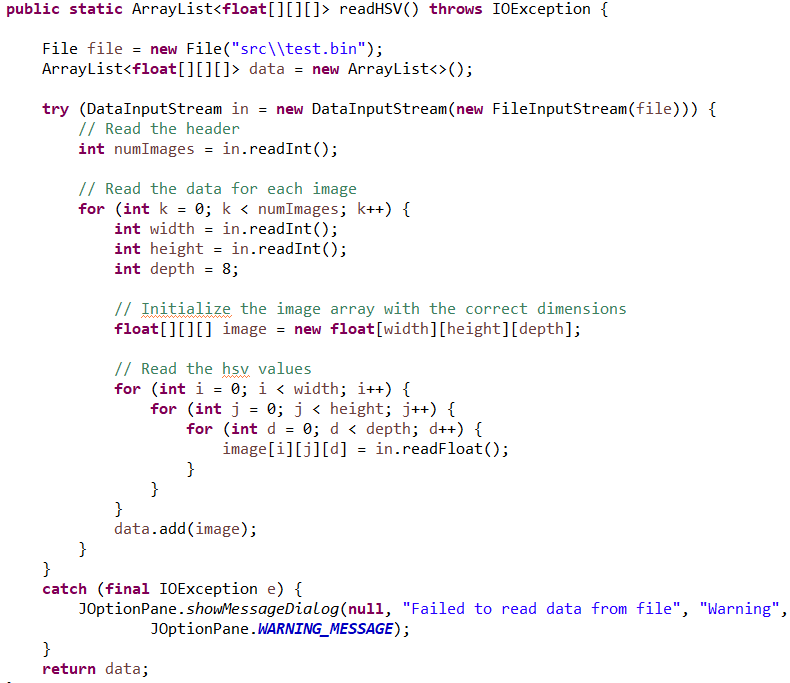 public static ArrayList<float[][][]> readHSV() throws IOException {
File file = new File("src\\test.bin");
ArrayList<float[][][]> data = new ArrayList<>();
try (DataInputStream in = new DataInputStream(new FileInputStream(file))) {
// Read the header
int numImages = in.readInt();
// Read the data for each image
for (int k = 0; k < numImages; k++) {
int width = in.readInt();
int height = in.readInt();
int depth = 8;
// Initialize the image array with the correct dimensions
float[][][] image = new float[width][height][depth];
// Read the hsv values
for (int i = 0; i < width; i++) {
for (int j = 0; j < height; j++) {
for (int d = 0; d < depth; d++) {
image[i][j][d] = in.readFloat();
}
}
}
data.add(image);
}
}
catch (final IOException e) {
JOptionPane.showMessageDialog(null, "Failed to read data from file", "Warning",
JOptionPane.WARNING_MESSAGE);
}
return data;